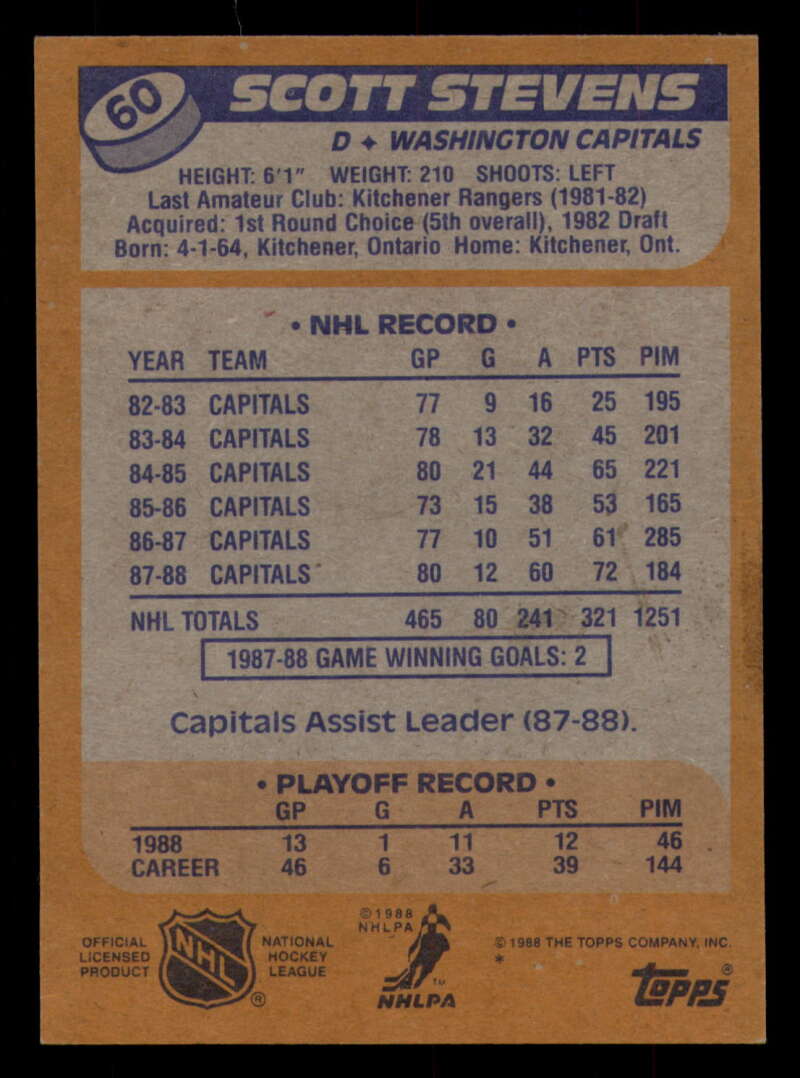 60
SCOTT STEVENS
D ✦ WASHINGTON CAPITALS
HEIGHT: 6'1" WEIGHT: 210 SHOOTS: LEFT
Last Amateur Club: Kitchener Rangers (1981-82)
Acquired: 1st Round Choice (5th overall), 1982 Draft
Born: 4-1-64, Kitchener, Ontario Home: Kitchener, Ont.
• NHL RECORD •
YEAR TEAM GP G A PTS PIM
82-83 CAPITALS 77 9 16 25 195
83-84 CAPITALS 78 13 32 45 201
84-85 CAPITALS 80 21 44 65 221
85-86 CAPITALS 73 15 38 53 165
86-87 CAPITALS 77 10 51 61 285
87-88 CAPITALS 80 12 60 72 184
NHL TOTALS 465 80 241 321 1251
1987-88 GAME WINNING GOALS: 2
Capitals Assist Leader (87-88).
• PLAYOFF RECORD •
GP G A PTS PIM
1988 13 1 11 12 46
CAREER 46 6 33 39 144
OFFICIAL
LICENSED
PRODUCT
NHL
®
NATIONAL
HOCKEY
LEAGUE
© 1988
NHLPA
TM
NHLPA
© 1988 THE TOPPS COMPANY, INC.
*
topps®